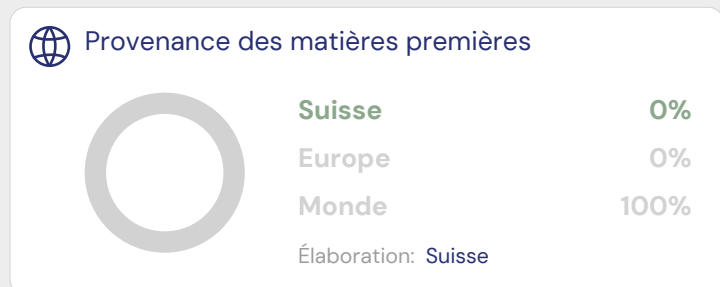 Provenance des matières premières
Suisse 0%
Europe 0%
Monde 100%
Élaboration: Suisse